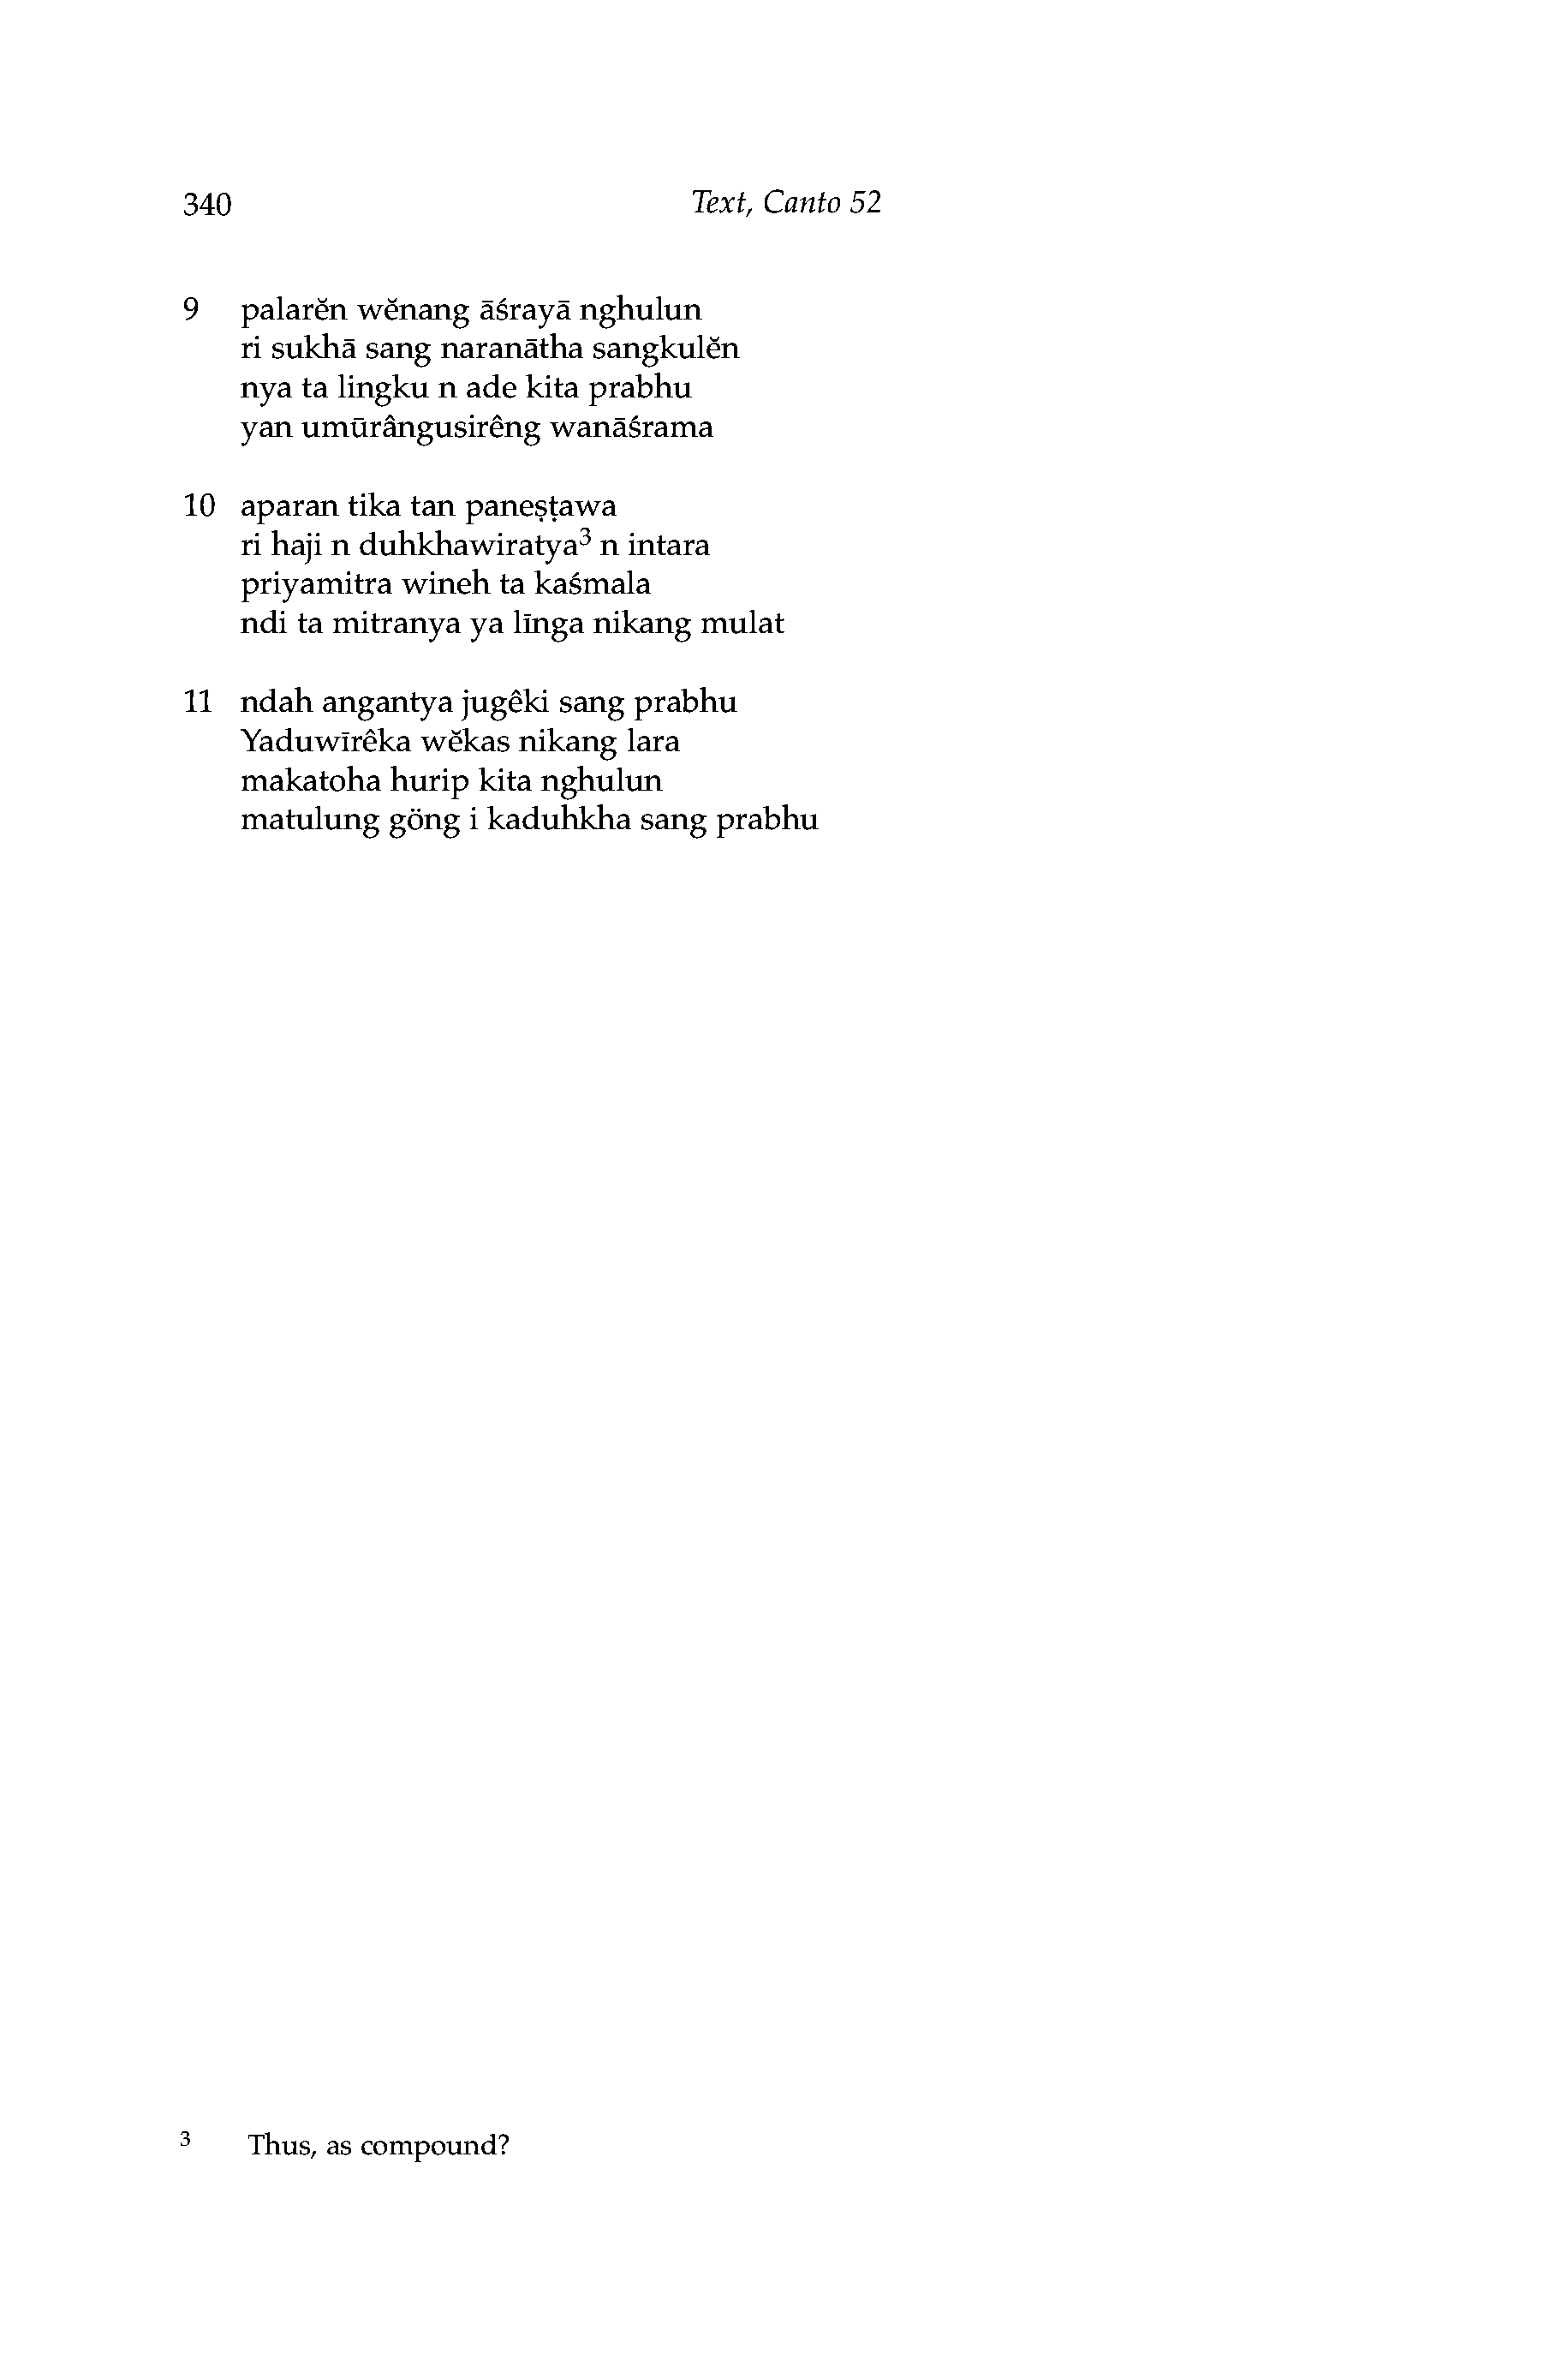 340 Text, Canto 52
9 palarĕn wĕnang āśrayā nghulun
ri sukhā sang naranātha sangkulĕn
nya ta lingku n ade kita prabhu
yan umūrângusirêng wanāśrama
10 aparan tika tan paneṣṭawa
ri haji n duhkhawiratya³ n intara
priyamitra wineh ta kaśmala
ndi ta mitranya ya līnga nikang mulat
11 ndah angantya jugêki sang prabhu
Yaduwīrêka wĕkas nikang lara
makatoha hurip kita nghulun
matulung göng i kaduhkha sang prabhu
³ Thus, as compound?